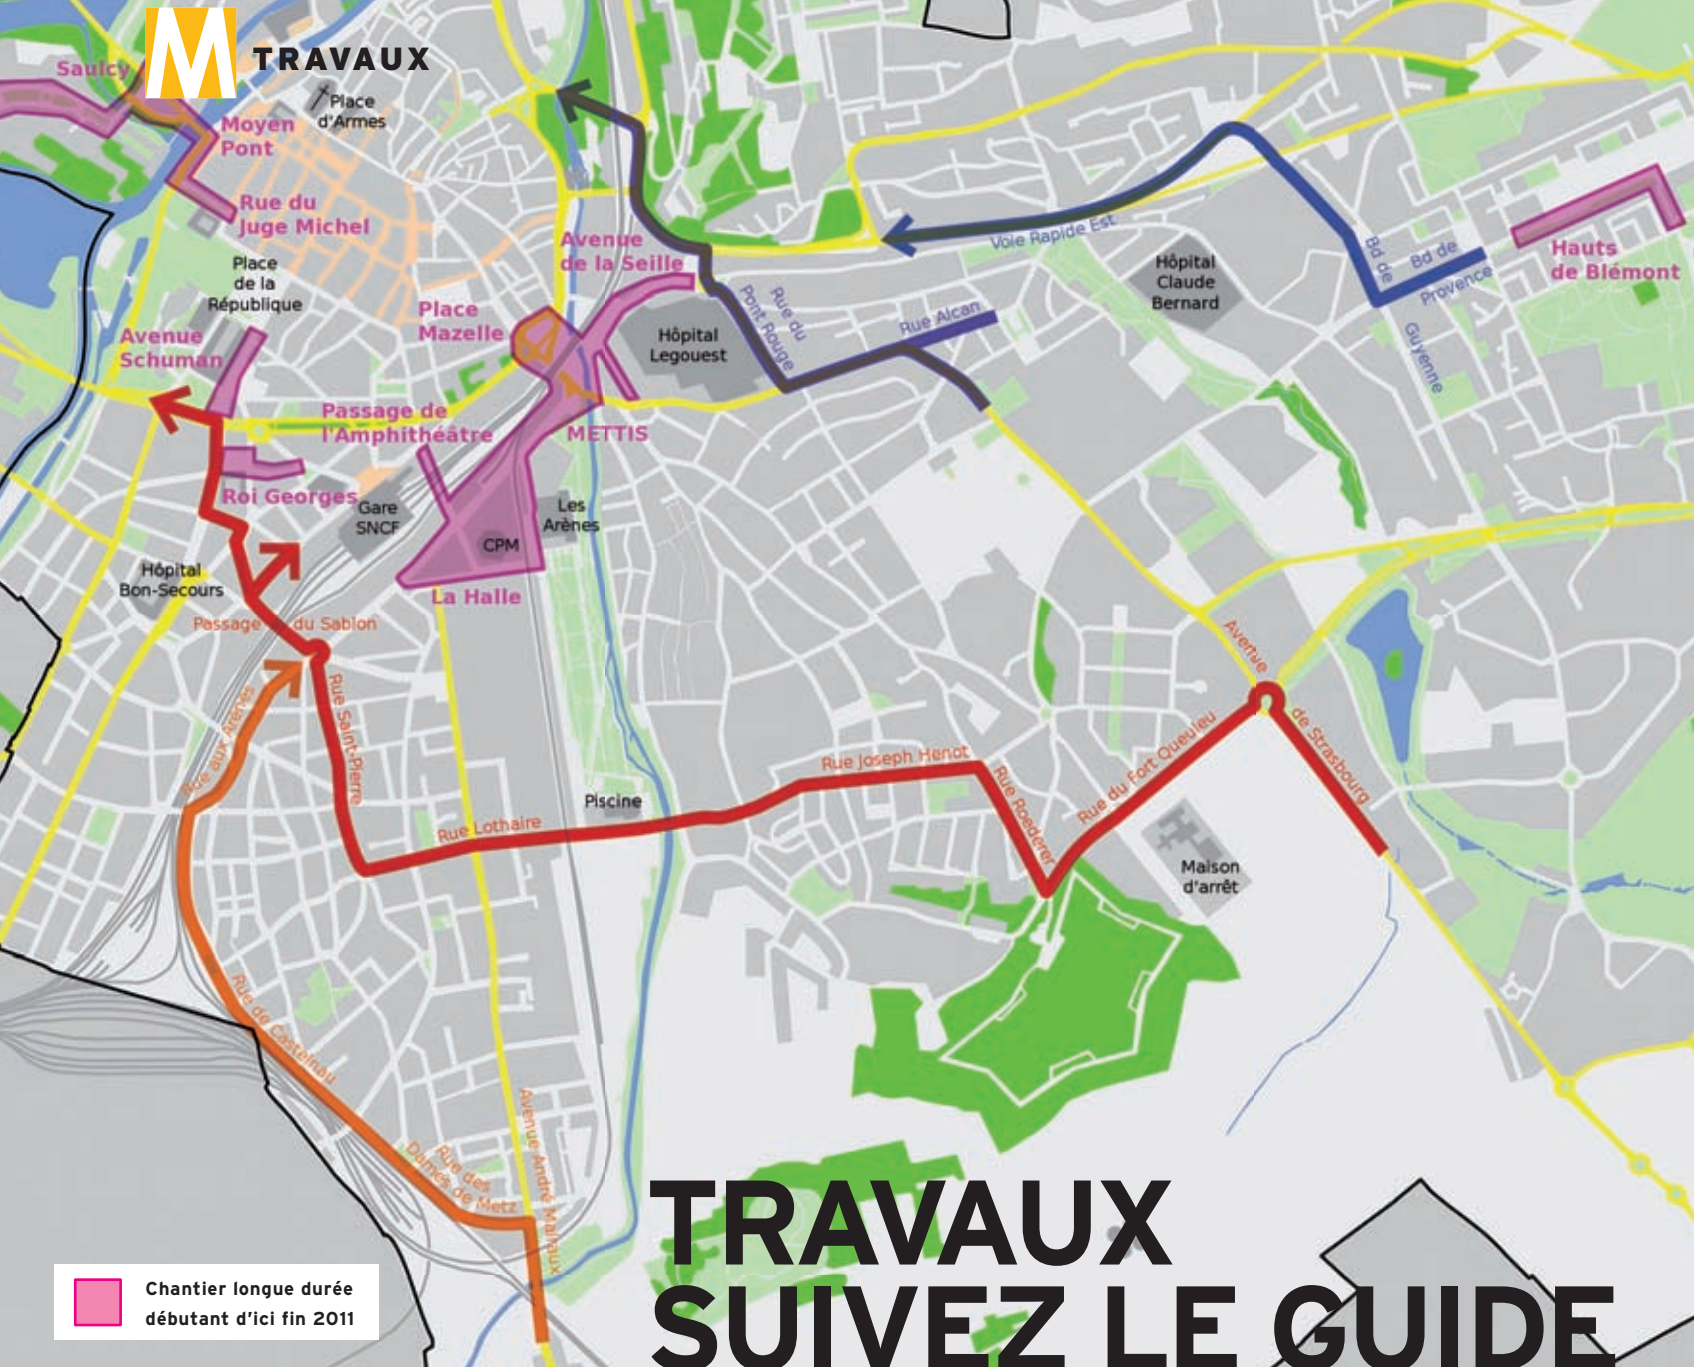 M TRAVAUX
Saulcy
Place
d'Armes
Moyen
Pont
Rue du
Juge Michel
Place
de la
République
Avenue
de la Seille
Place
Mazelle
Avenue
Schuman
Hôpital
Legouest
Rue du
Pont Rouge
Rue Alcan
Voie Rapide Est
Hôpital
Claude
Bernard
Bd de
Guyenne
Bd de
Provence
Hauts
de Blémont
Passage de
l'Amphithéâtre
METTIS
Roi Georges
Gare
SNCF
Les
Arènes
CPM
La Halle
Hôpital
Bon-Secours
Passage du Sablon
Rue aux Arènes
Rue Saint-Pierre
Avenue
de Strasbourg
Rue Joseph Henot
Rue Roederer
Rue du Fort Queuleu
Piscine
Rue Lothaire
Maison
d'arrêt
Rue de Castelnau
Rue des
Dames de Metz
Avenue André Malraux
TRAVAUX
SUIVEZ LE GUIDE
Chantier longue durée
débutant d'ici fin 2011